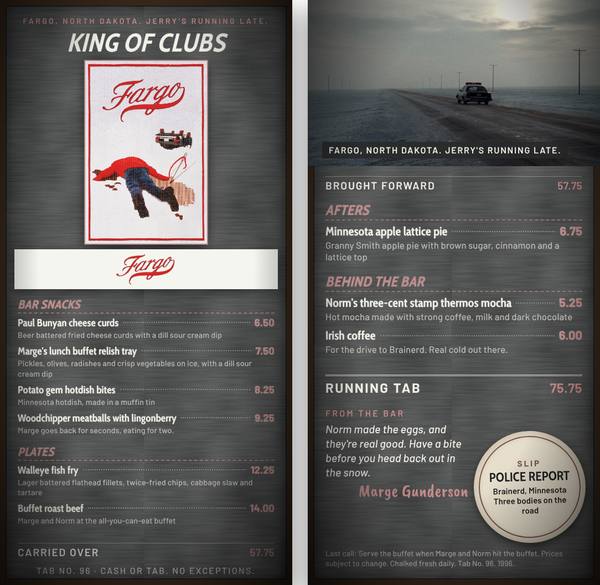 FARGO, NORTH DAKOTA. JERRY'S RUNNING LATE.
KING OF CLUBS
Fargo
Fargo
BAR SNACKS
Paul Bunyan cheese curds 6.50
Beer battered fried cheese curds with a dill sour cream dip
Marge's lunch buffet relish tray 7.50
Pickles, olives, radishes and crisp vegetables on ice, with a dill sour
cream dip
Potato gem hotdish bites 8.25
Minnesota hotdish, made in a muffin tin
Woodchipper meatballs with lingonberry 9.25
Marge goes back for seconds, eating for two.
PLATES
Walleye fish fry 12.25
Lager battered flathead fillets, twice-fried chips, cabbage slaw and
tartare
Buffet roast beef 14.00
Marge and Norm at the all-you-can-eat buffet
CARRIED OVER 57.75
TAB NO. 96 · CASH OR TAB. NO EXCEPTIONS.
FARGO, NORTH DAKOTA. JERRY'S RUNNING LATE.
BROUGHT FORWARD 57.75
AFTERS
Minnesota apple lattice pie 6.75
Granny Smith apple pie with brown sugar, cinnamon and a
lattice top
BEHIND THE BAR
Norm's three-cent stamp thermos mocha 5.25
Hot mocha made with strong coffee, milk and dark chocolate
Irish coffee 6.00
For the drive to Brainerd. Real cold out there.
RUNNING TAB 75.75
FROM THE BAR
Norm made the eggs, and
they're real good. Have a bite
before you head back out in
the snow.
Marge Gunderson
SLIP
POLICE REPORT
Brainerd, Minnesota
Three bodies on the
road
Last call: Serve the buffet when Marge and Norm hit the buffet. Prices
subject to change. Chalked fresh daily. Tab No. 96, 1996.